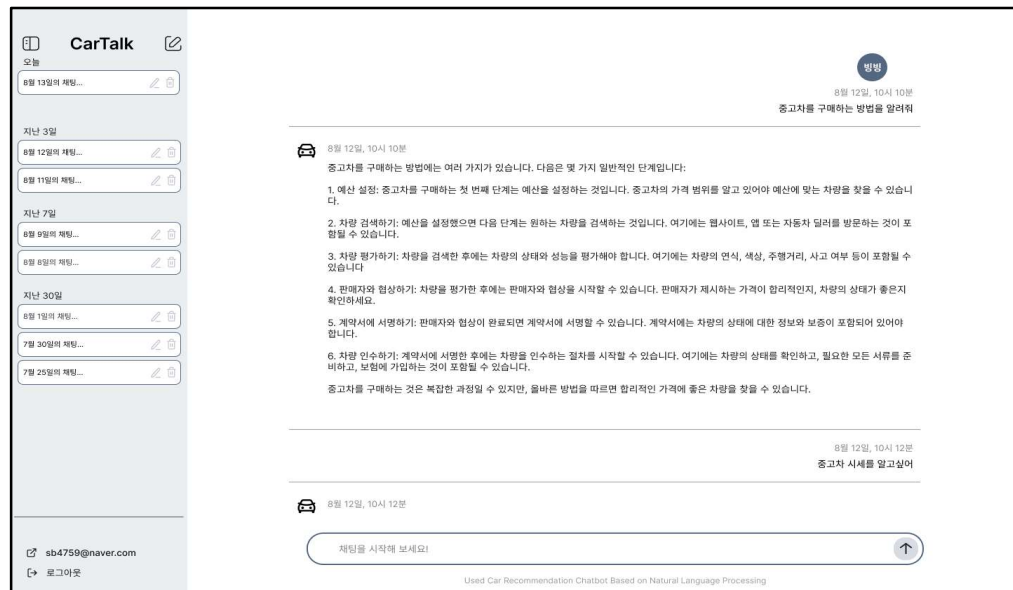 CarTalk
오늘
8월 13일의 채팅...
지난 3일
8월 12일의 채팅...
8월 11일의 채팅...
지난 7일
8월 9일의 채팅...
8월 8일의 채팅...
지난 30일
8월 1일의 채팅...
7월 30일의 채팅...
7월 25일의 채팅...
sb4759@naver.com
로그아웃
빙빙
8월 12일, 10시 10분
중고차를 구매하는 방법을 알려줘
8월 12일, 10시 10분
중고차를 구매하는 방법에는 여러 가지가 있습니다. 다음은 몇 가지 일반적인 단계입니다:
1. 예산 설정: 중고차를 구매하는 첫 번째 단계는 예산을 설정하는 것입니다. 중고차의 가격 범위를 알고 있어야 예산에 맞는 차량을 찾을 수 있습니
다.
2. 차량 검색하기: 예산을 설정했으면 다음 단계는 원하는 차량을 검색하는 것입니다. 여기에는 웹사이트, 앱 또는 자동차 딜러를 방문하는 것이 포
함될 수 있습니다.
3. 차량 평가하기: 차량을 검색한 후에는 차량의 상태와 성능을 평가해야 합니다. 여기에는 차량의 연식, 색상, 주행거리, 사고 여부 등이 포함될 수
있습니다
4. 판매자와 협상하기: 차량을 평가한 후에는 판매자와 협상을 시작할 수 있습니다. 판매자가 제시하는 가격이 합리적인지, 차량의 상태가 좋은지
확인하세요.
5. 계약서에 서명하기: 판매자와 협상이 완료되면 계약서에 서명할 수 있습니다. 계약서에는 차량의 상태에 대한 정보와 보증이 포함되어 있어야
합니다.
6. 차량 인수하기: 계약서에 서명한 후에는 차량을 인수하는 절차를 시작할 수 있습니다. 여기에는 차량의 상태를 확인하고, 필요한 모든 서류를 준
비하고, 보험에 가입하는 것이 포함될 수 있습니다.
중고차를 구매하는 것은 복잡한 과정일 수 있지만, 올바른 방법을 따르면 합리적인 가격에 좋은 차량을 찾을 수 있습니다.
8월 12일, 10시 12분
중고차 시세를 알고싶어
8월 12일, 10시 12분
채팅을 시작해 보세요!
Used Car Recommendation Chatbot Based on Natural Language Processing